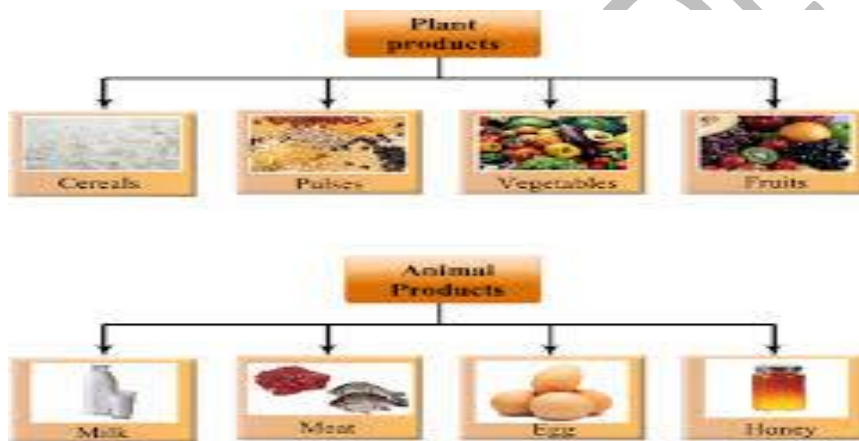 Plant
products
Cereals
Pulses
Vegetables
Fruits
Animal
Products
Milk
Meat
Egg
Honey